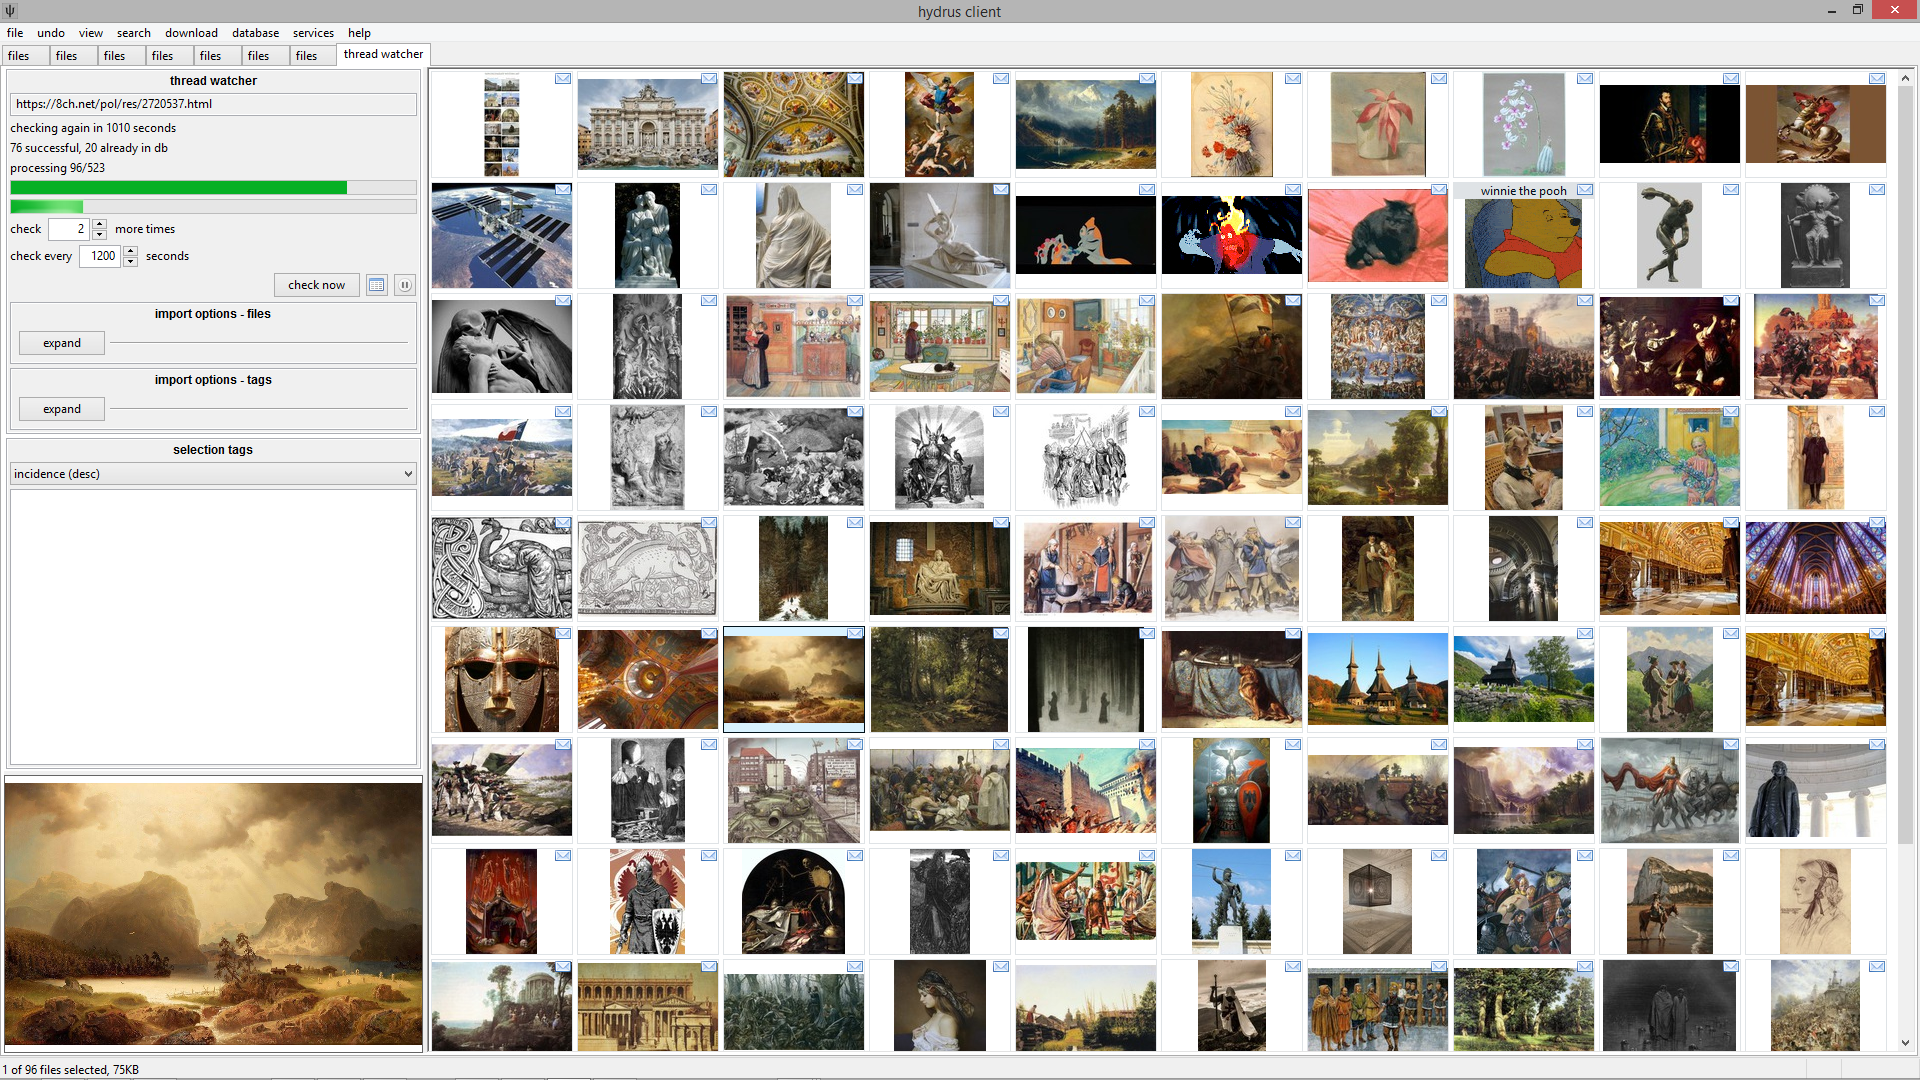 hydrus client
file undo view search download database services help
files files files files files files files thread watcher
thread watcher
https://8ch.net/pol/res/2720537.html
checking again in 1010 seconds
76 successful, 20 already in db
processing 96/523
check 2 more times
check every 1200 seconds
check now
import options - files
expand
import options - tags
expand
selection tags
incidence (desc)
winnie the pooh
1 of 96 files selected, 75KB